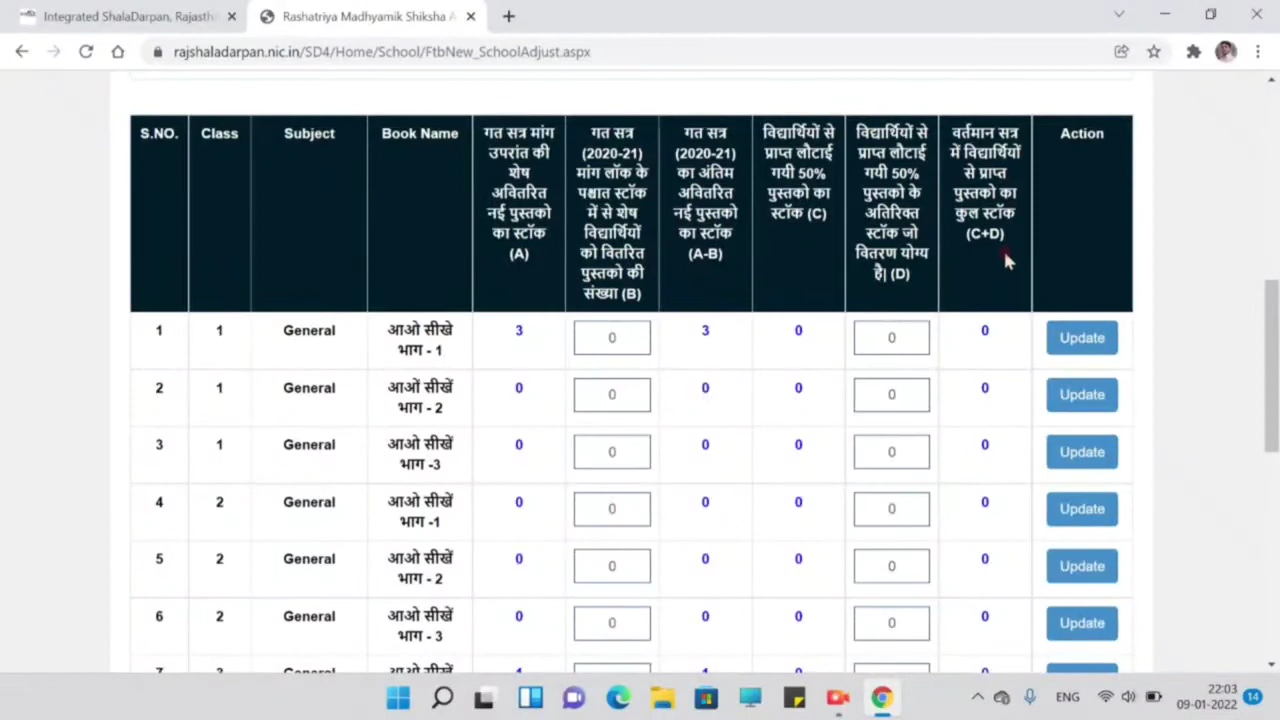 Integrated ShalaDarpan, Rajasth
Rashatriya Madhyamik Shiksha A
rajshaladarpan.nic.in/SD4/Home/School/FtbNew_SchoolAdjust.aspx
S.NO.
Class
Subject
Book Name
गत सत्र मांग
उपरांत की
शेष
अवितरित
नई पुस्तको
का स्टॉक
(A)
गत सत्र
(2020-21)
मांग लॉक के
पश्चात स्टॉक
में से शेष
विद्यार्थियों
को वितरित
पुस्तको की
संख्या (B)
गत सत्र
(2020-21)
का अंतिम
अवितरित
नई पुस्तको
का स्टॉक
(A-B)
विद्यार्थियों से
प्राप्त लौटाई
गयी 50%
पुस्तको का
स्टॉक (C)
विद्यार्थियों से
प्राप्त लौटाई
गयी 50%
पुस्तको के
अतिरिक्त
स्टॉक जो
वितरण योग्य
है| (D)
वर्तमान सत्र
में विद्यार्थियों
से प्राप्त
पुस्तको का
कुल स्टॉक
(C+D)
Action
1 1 General आओ सीखे 3 0 3 0 0 0 Update
भाग - 1
2 1 General आओं सीखें 0 0 0 0 0 0 Update
भाग - 2
3 1 General आओ सीखें 0 0 0 0 0 0 Update
भाग -3
4 2 General आओ सीखें 0 0 0 0 0 0 Update
भाग -1
5 2 General आओ सीखें 0 0 0 0 0 0 Update
भाग - 2
6 2 General आओ सीखें 0 0 0 0 0 0 Update
भाग - 3
ENG
22:03
09-01-2022
14